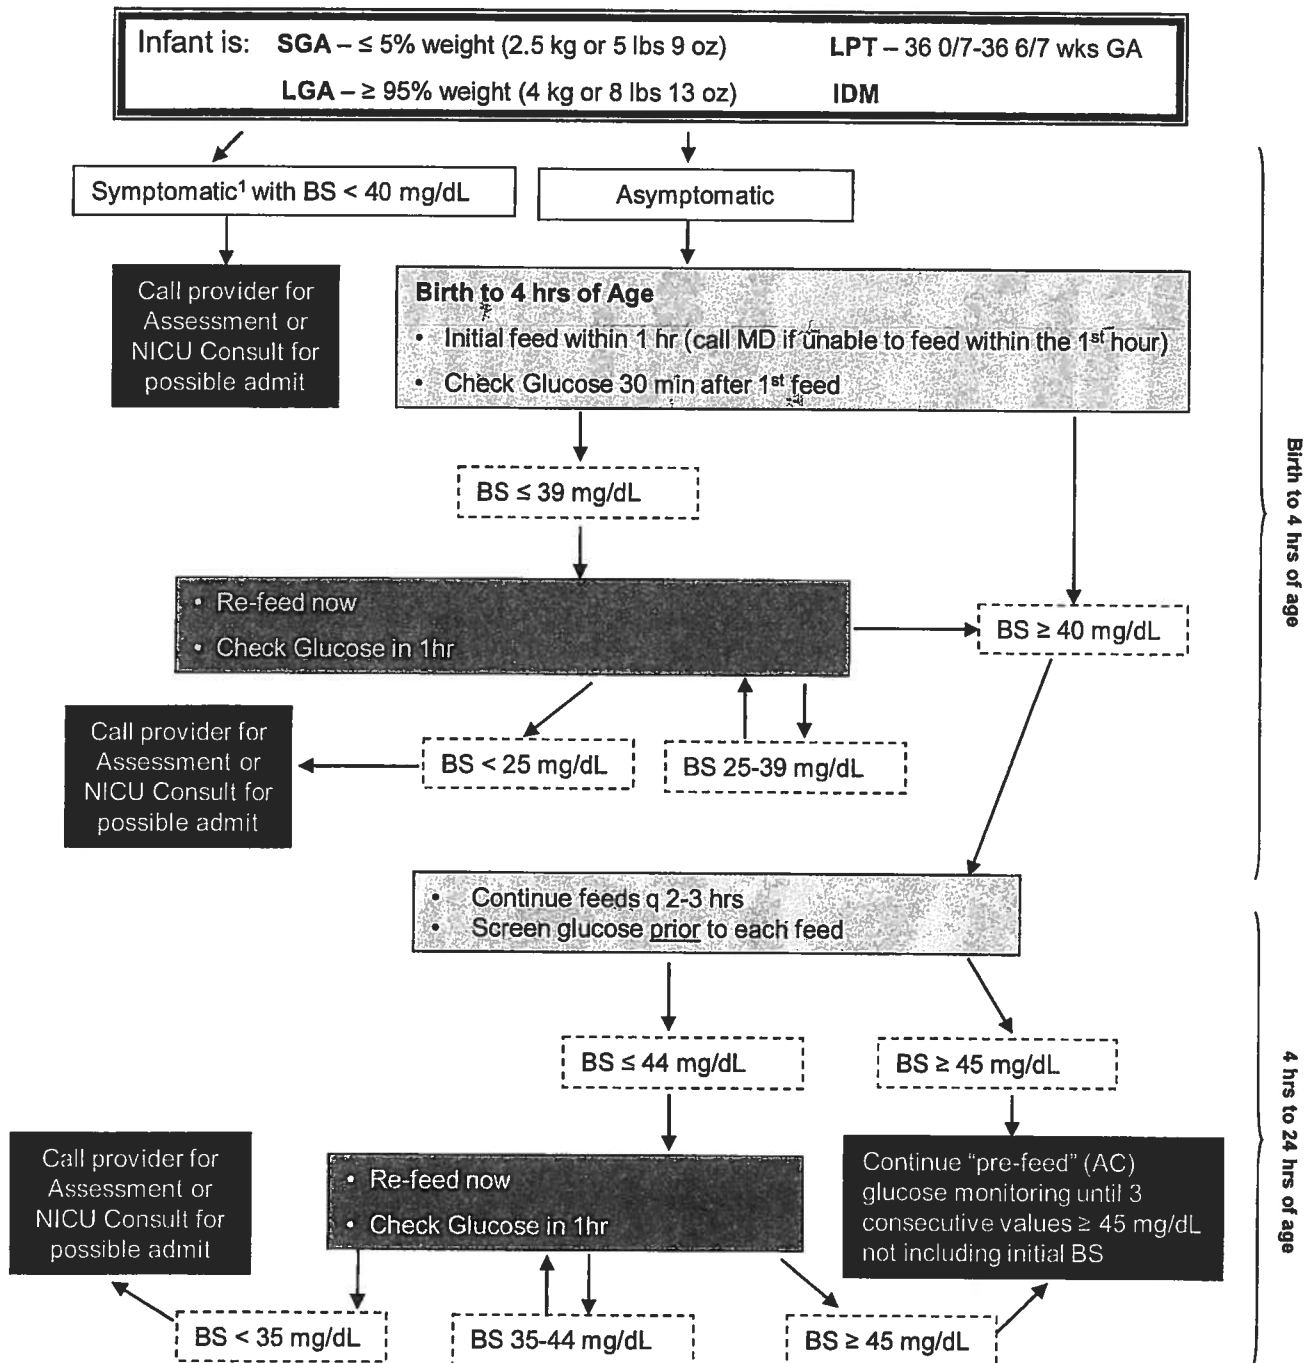 Infant is: SGA – ≤ 5% weight (2.5 kg or 5 lbs 9 oz) LPT – 36 0/7-36 6/7 wks GA
LGA – ≥ 95% weight (4 kg or 8 lbs 13 oz) IDM
Symptomatic¹ with BS < 40 mg/dL
Asymptomatic
Call provider for
Assessment or
NICU Consult for
possible admit
Birth to 4 hrs of Age
• Initial feed within 1 hr (call MD if unable to feed within the 1st hour)
• Check Glucose 30 min after 1st feed
BS ≤ 39 mg/dL
• Re-feed now
• Check Glucose in 1hr
BS ≥ 40 mg/dL
Call provider for
Assessment or
NICU Consult for
possible admit
BS < 25 mg/dL
BS 25-39 mg/dL
Birth to 4 hrs of age
• Continue feeds q 2-3 hrs
• Screen glucose prior to each feed
BS ≤ 44 mg/dL
BS ≥ 45 mg/dL
Call provider for
Assessment or
NICU Consult for
possible admit
• Re-feed now
• Check Glucose in 1hr
Continue “pre-feed” (AC)
glucose monitoring until 3
consecutive values ≥ 45 mg/dL
not including initial BS
BS < 35 mg/dL
BS 35-44 mg/dL
BS ≥ 45 mg/dL
4 hrs to 24 hrs of age